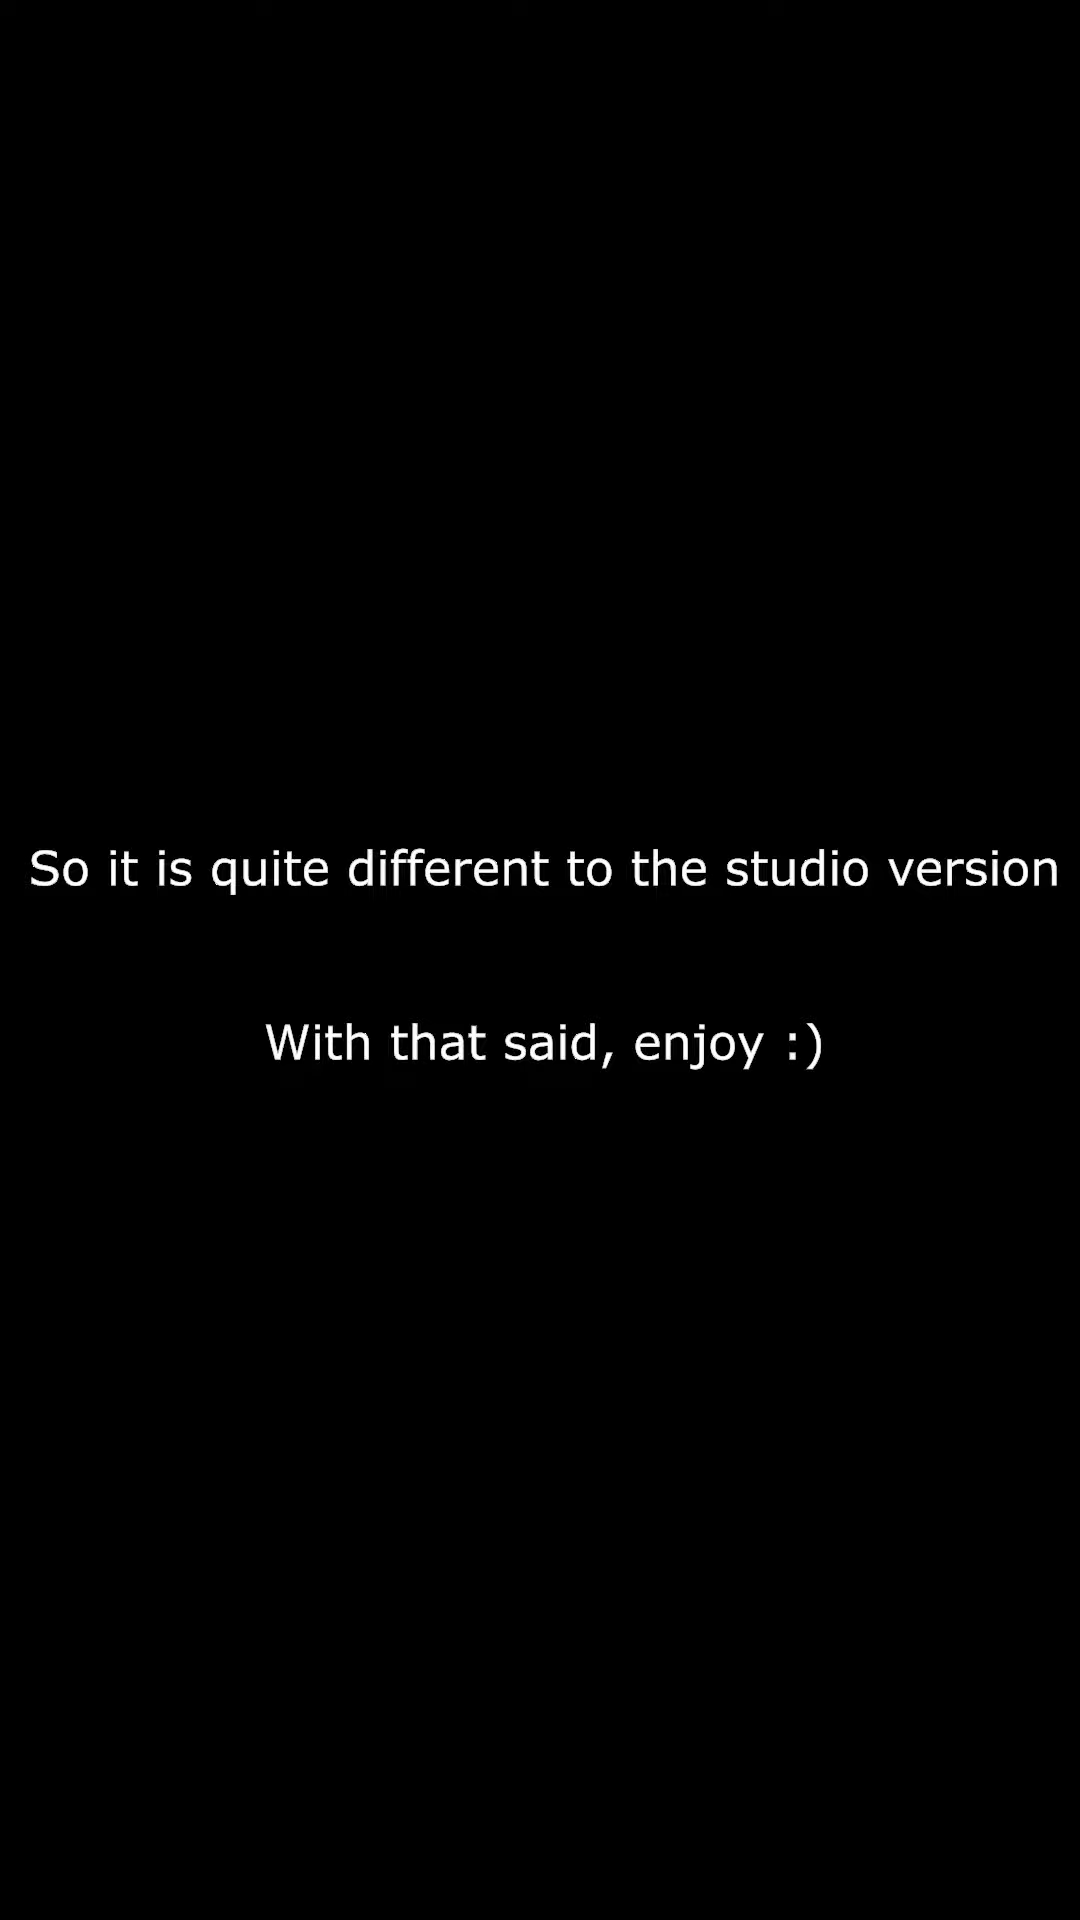 So it is quite different to the studio version
With that said, enjoy :)